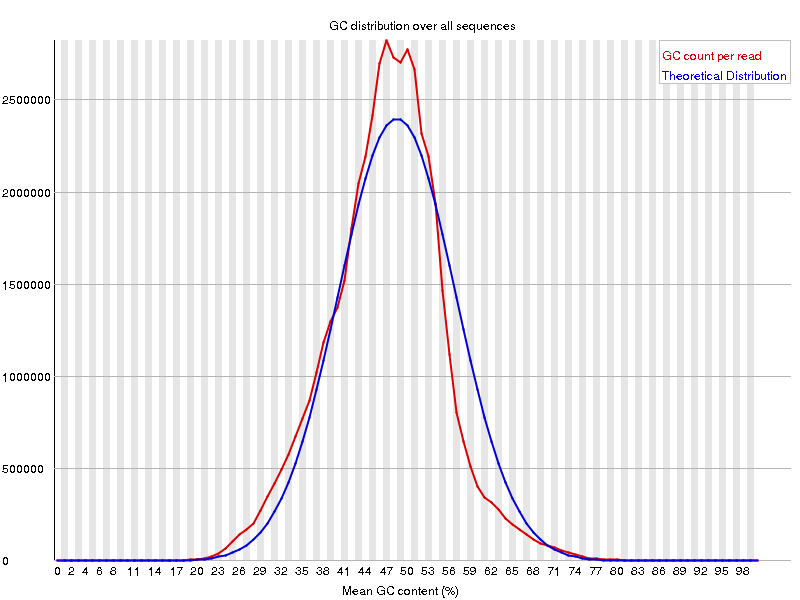 GC distribution over all sequences
GC count per read
Theoretical Distribution
2500000
2000000
1500000
1000000
500000
0
0 2 4 6 8 11 14 17 20 23 26 29 32 35 38 41 44 47 50 53 56 59 62 65 68 71 74 77 80 83 86 89 92 95 98
Mean GC content (%)